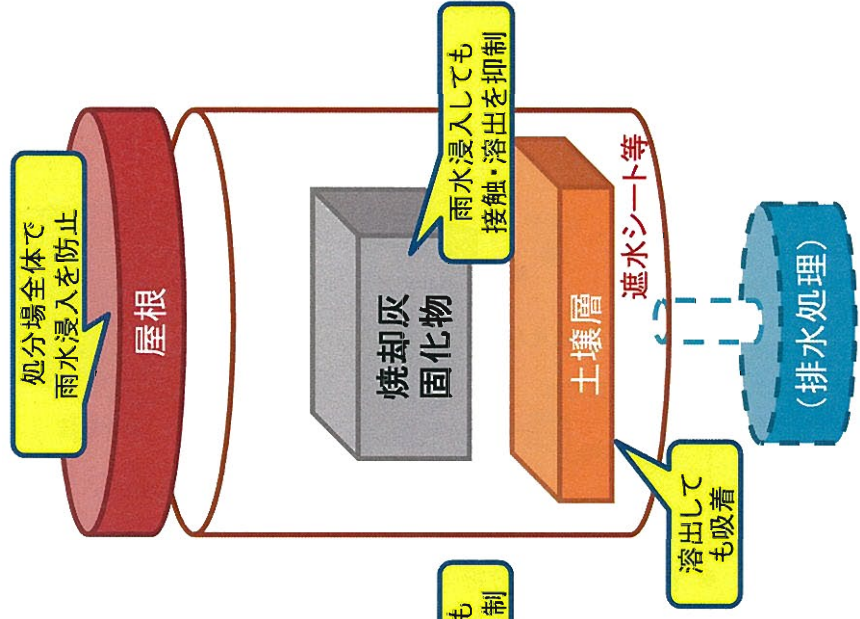 処分場全体で
雨水浸入を防止
屋根
焼却灰
固化物
雨水浸入しても
接触・溶出を抑制
土壌層
遮水シート等
溶出して
も吸着
(排水処理)
も
制